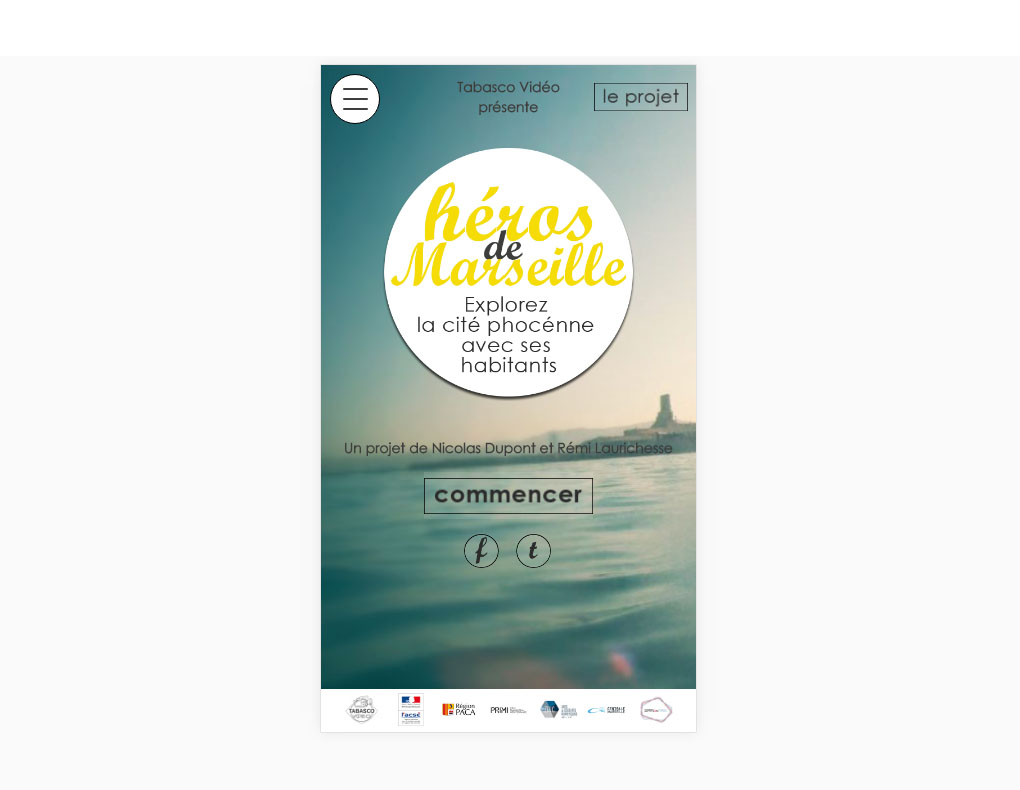 Tabasco Vidéo
présente
le projet
héros
de
Marseille
Explorez
la cité phocénne
avec ses
habitants
Un projet de Nicolas Dupont et Rémi Laurichesse
commencer
f t
TABASCO
l'acsé
Région
PACA
PRiMi